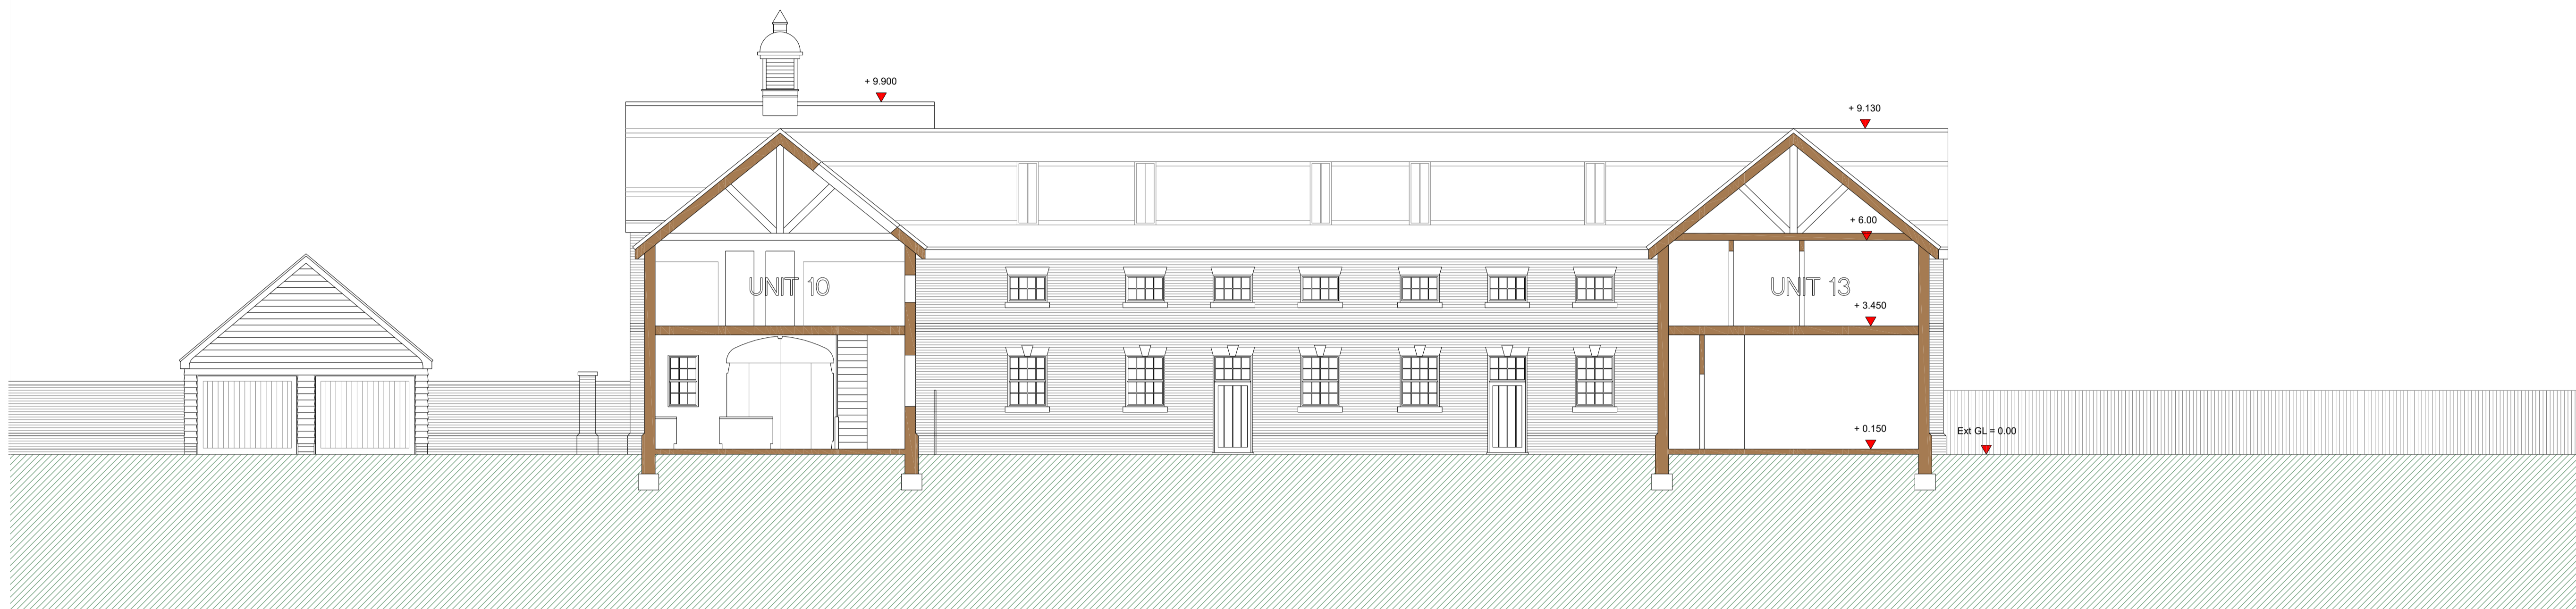 + 9.900
+ 9.130
+ 6.00
UNIT 10
UNIT 13
+ 3.450
+ 0.150
Ext GL = 0.00